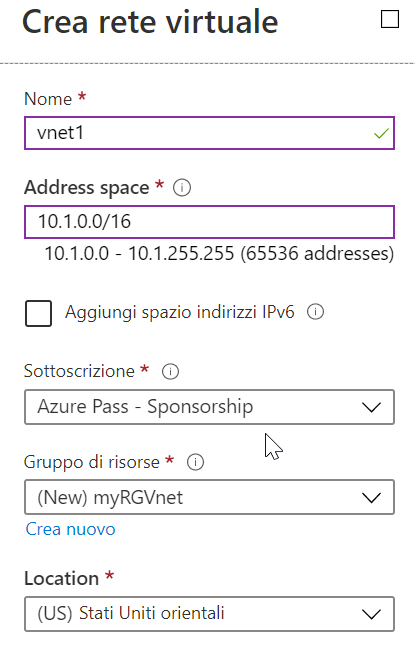 Crea rete virtuale
Nome *
vnet1
Address space *
10.1.0.0/16
10.1.0.0 - 10.1.255.255 (65536 addresses)
Aggiungi spazio indirizzi IPv6
Sottoscrizione *
Azure Pass - Sponsorship
Gruppo di risorse *
(New) myRGVnet
Crea nuovo
Location *
(US) Stati Uniti orientali